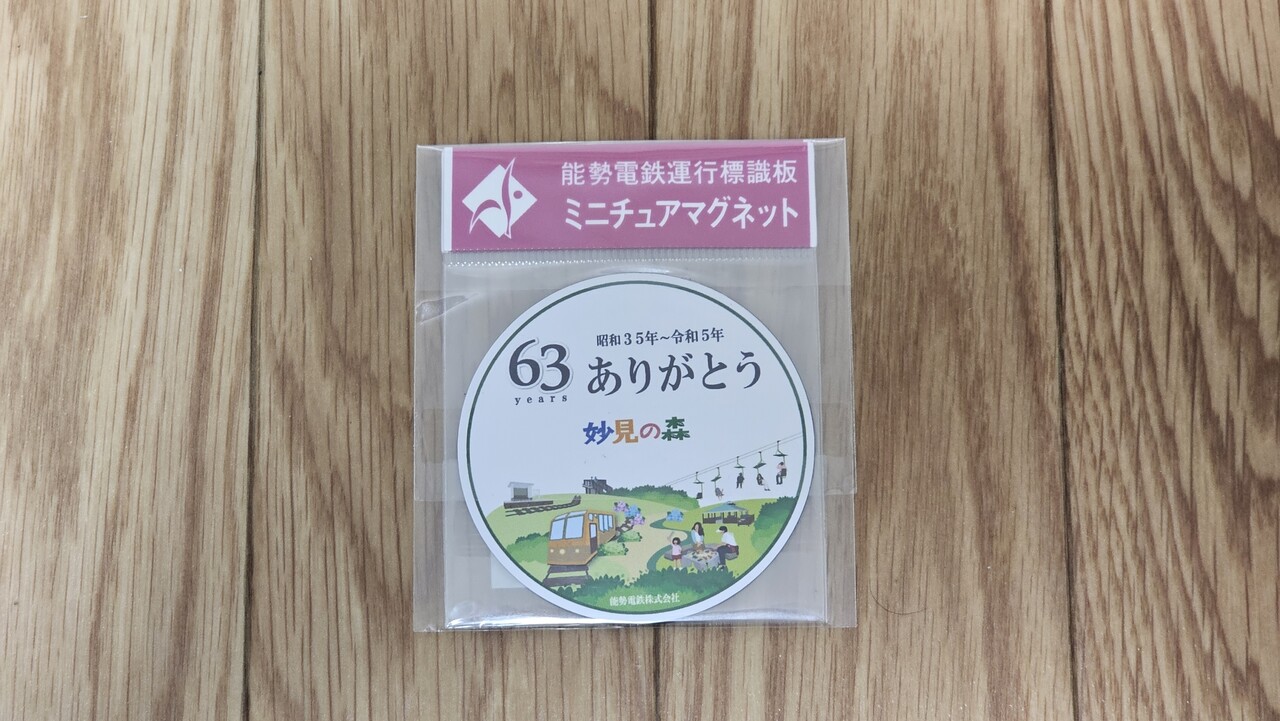 能勢電鉄運行標識板
ミニチュアマグネット
昭和35年~令和5年
63 ありがとう
years
妙見の森
能勢電鉄株式会社